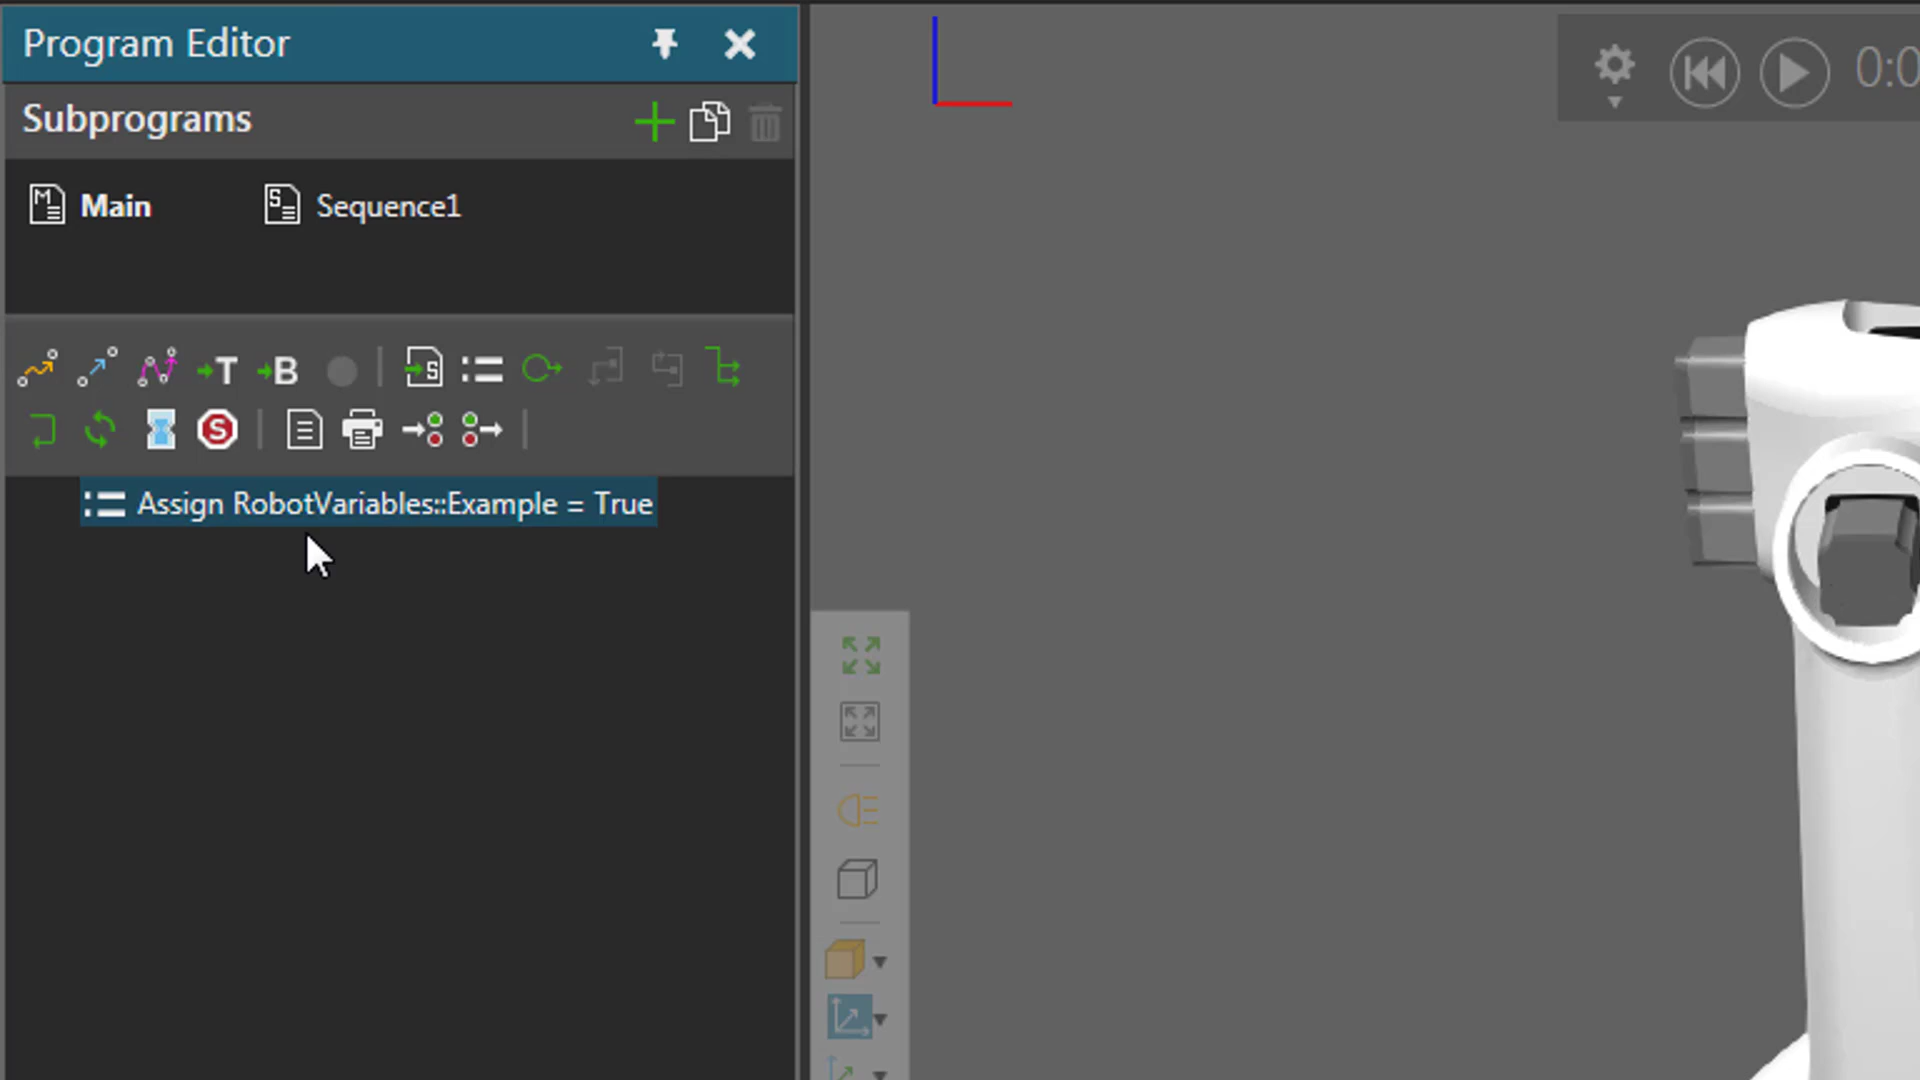 Program Editor
Subprograms
Main
Sequence1
0:0
T
B
S
S
Assign RobotVariables::Example = True